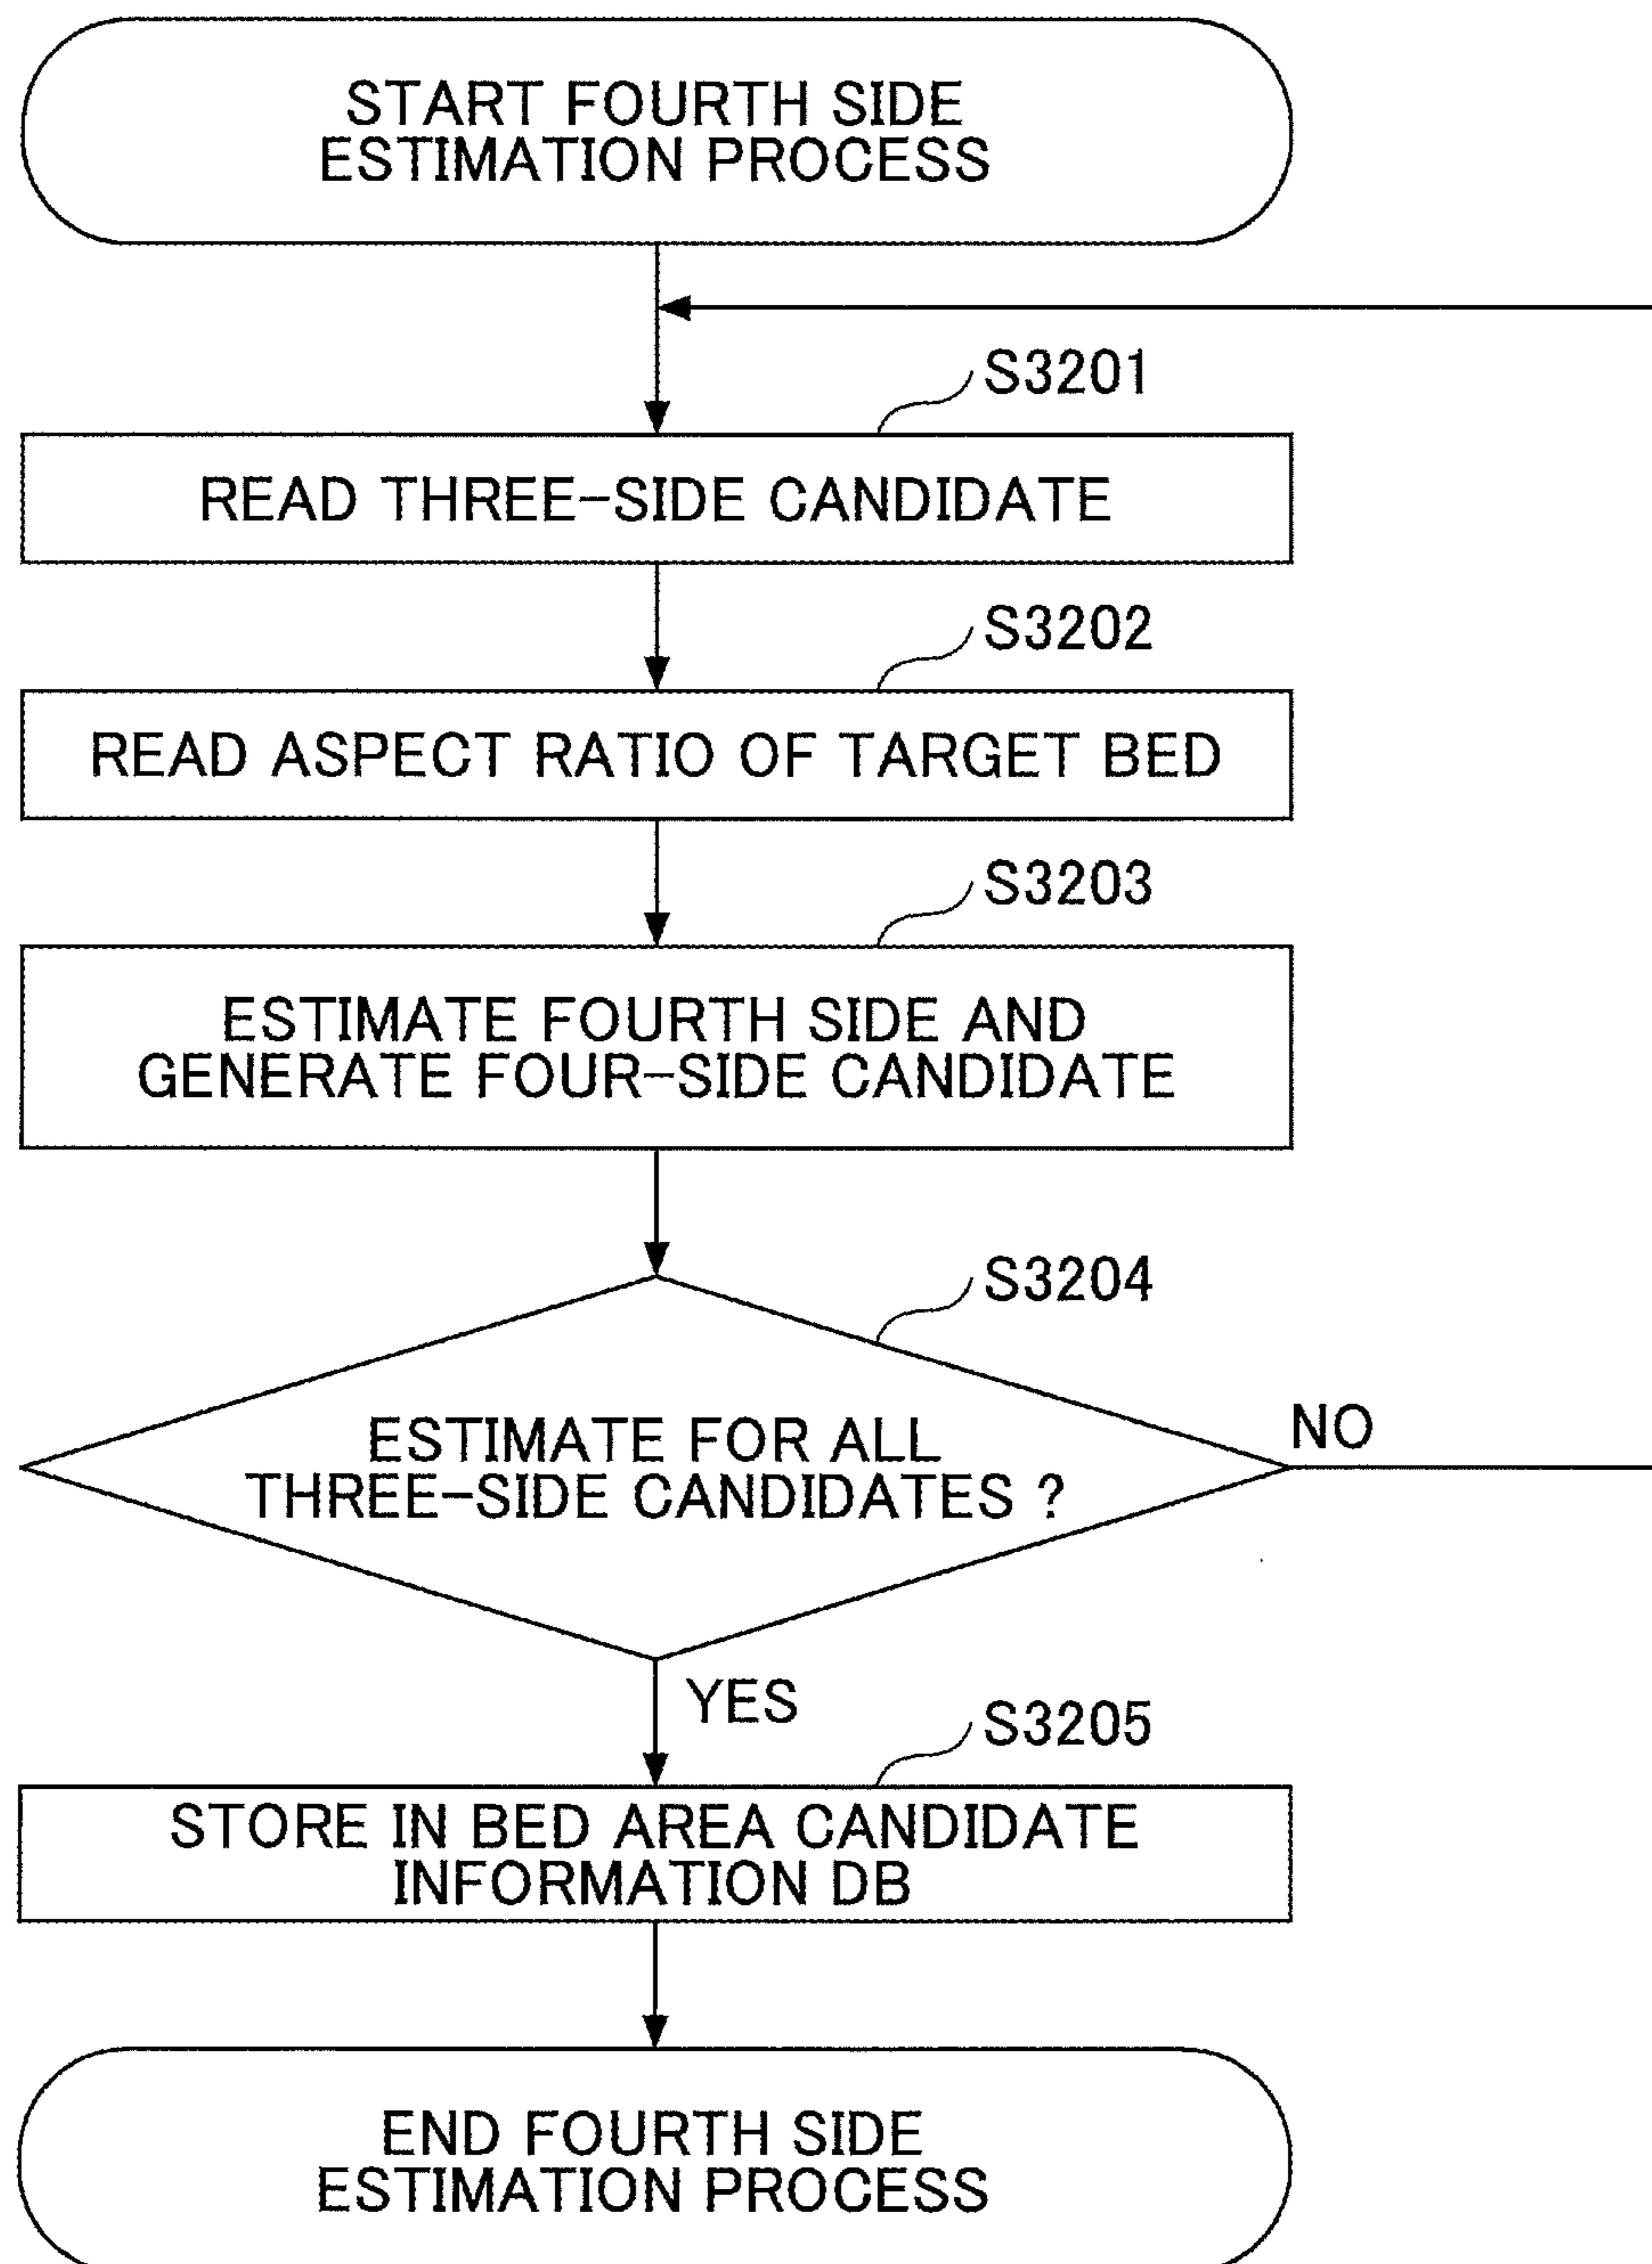 START FOURTH SIDE
ESTIMATION PROCESS
S3201
READ THREE-SIDE CANDIDATE
S3202
READ ASPECT RATIO OF TARGET BED
S3203
ESTIMATE FOURTH SIDE AND
GENERATE FOUR-SIDE CANDIDATE
S3204
ESTIMATE FOR ALL
THREE-SIDE CANDIDATES ?
NO
YES
S3205
STORE IN BED AREA CANDIDATE
INFORMATION DB
END FOURTH SIDE
ESTIMATION PROCESS